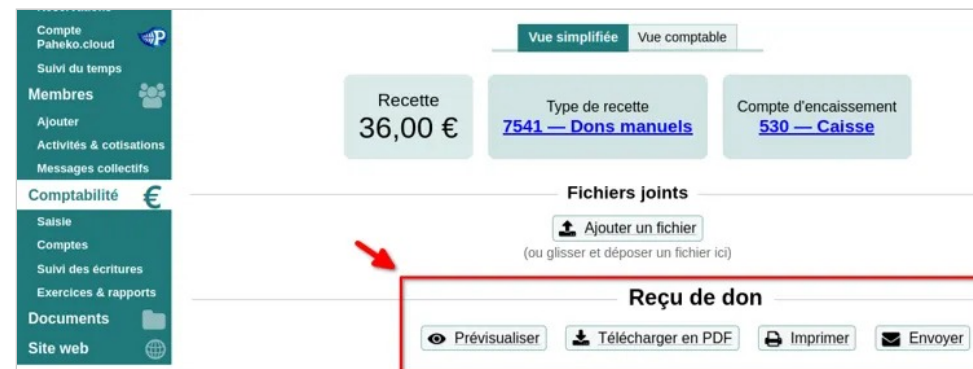 Compte
Paheko.cloud
Suivi du temps
Membres
Ajouter
Activités & cotisations
Messages collectifs
Comptabilité €
Saisie
Comptes
Suivi des écritures
Exercices & rapports
Documents
Site web
Vue simplifiée Vue comptable
Recette
36,00 €
Type de recette
7541 — Dons manuels
Compte d'encaissement
530 — Caisse
Fichiers joints
Ajouter un fichier
(ou glisser et déposer un fichier ici)
Reçu de don
Prévisualiser Télécharger en PDF Imprimer Envoyer